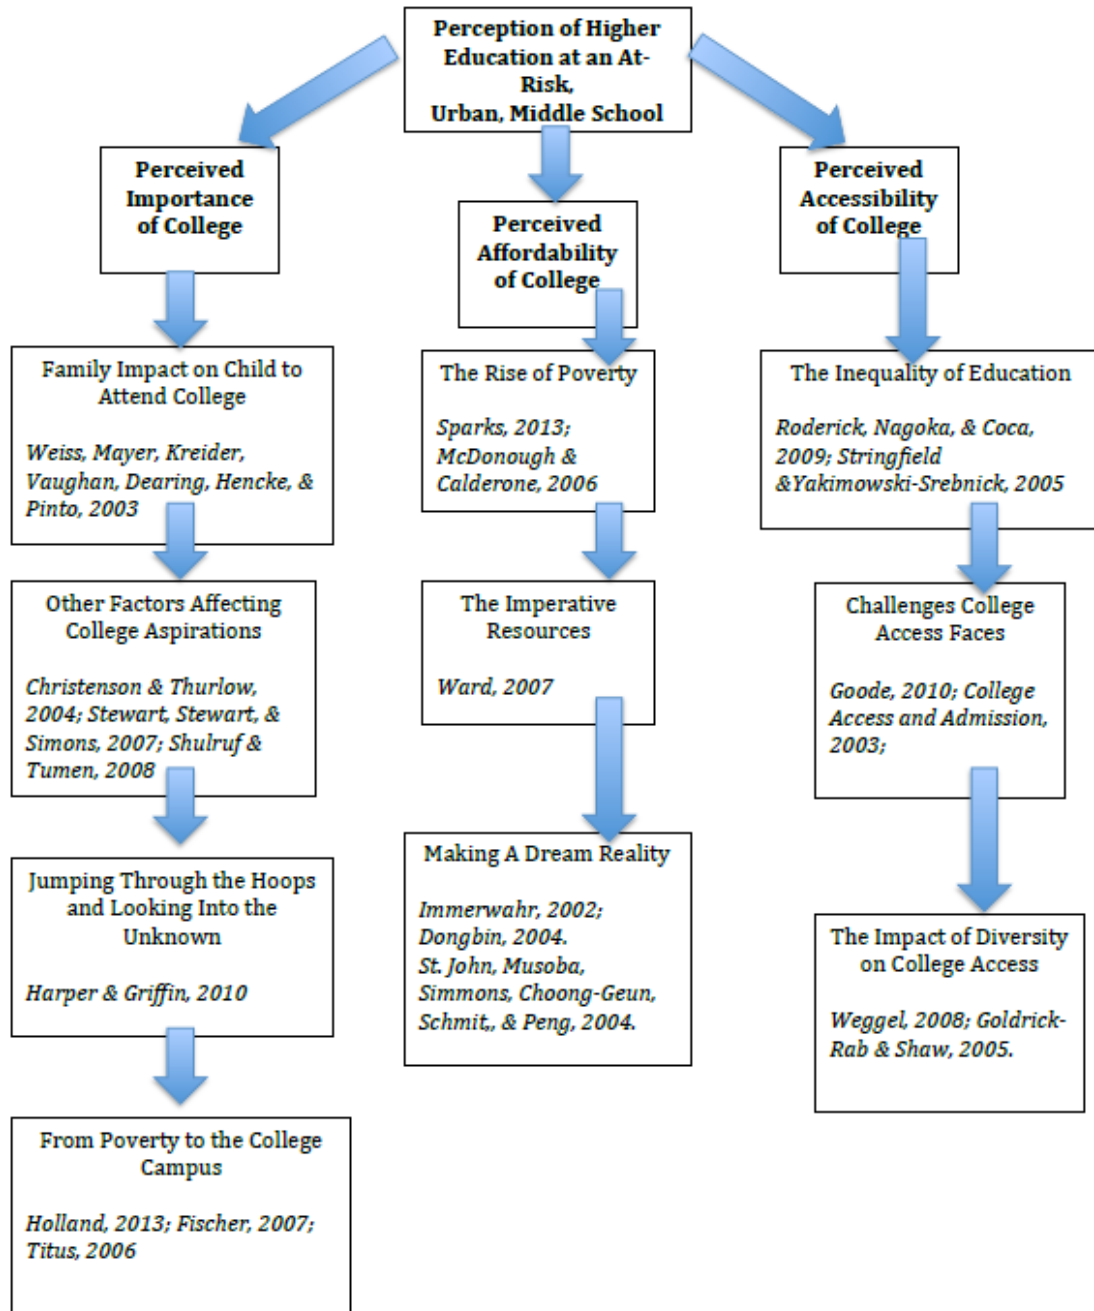 Perception of Higher
Education at an At-
Risk,
Urban, Middle School
Perceived
Importance
of College
Perceived
Affordability
of College
Perceived
Accessibility
of College
Family Impact on Child to
Attend College
Weiss, Mayer, Kreider,
Vaughan, Dearing, Hencke, &
Pinto, 2003
Other Factors Affecting
College Aspirations
Christenson & Thurlow,
2004; Stewart, Stewart, &
Simons, 2007; Shulruf &
Tumen, 2008
Jumping Through the Hoops
and Looking Into the
Unknown
Harper & Griffin, 2010
From Poverty to the College
Campus
Holland, 2013; Fischer, 2007;
Titus, 2006
The Rise of Poverty
Sparks, 2013;
McDonough &
Calderone, 2006
The Imperative
Resources
Ward, 2007
Making A Dream Reality
Immerwahr, 2002;
Dongbin, 2004.
St. John, Musoba,
Simmons, Choong-Geun,
Schmit,, & Peng, 2004.
The Inequality of Education
Roderick, Nagoka, & Coca,
2009; Stringfield
&Yakimowski-Srebnick, 2005
Challenges College
Access Faces
Goode, 2010; College
Access and Admission,
2003;
The Impact of Diversity
on College Access
Weggel, 2008; Goldrick-
Rab & Shaw, 2005.